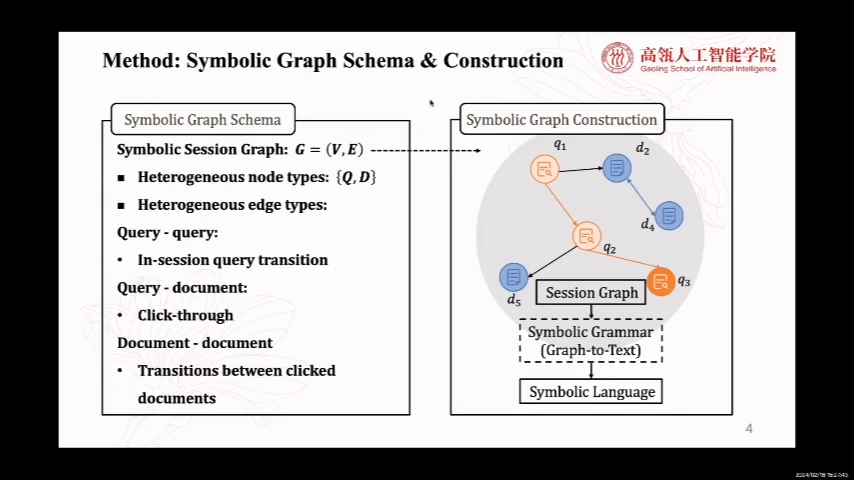 Method: Symbolic Graph Schema & Construction
高瓴人工智能学院
Gaoling School of Artificial Intelligence
Symbolic Graph Schema
Symbolic Session Graph: G = (V, E)
▪ Heterogeneous node types: {Q, D}
▪ Heterogeneous edge types:
Query - query:
• In-session query transition
Query - document:
• Click-through
Document - document
• Transitions between clicked
documents
Symbolic Graph Construction
q1
d2
d4
q2
q3
d5
Session Graph
Symbolic Grammar
(Graph-to-Text)
Symbolic Language
4